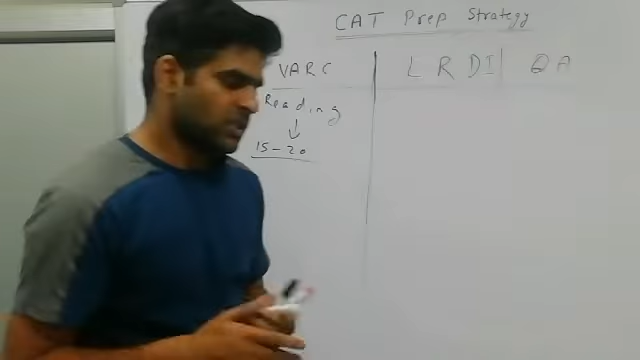 CAT Prep Strategy
VARC
LRDI
QA
Reading
15-20